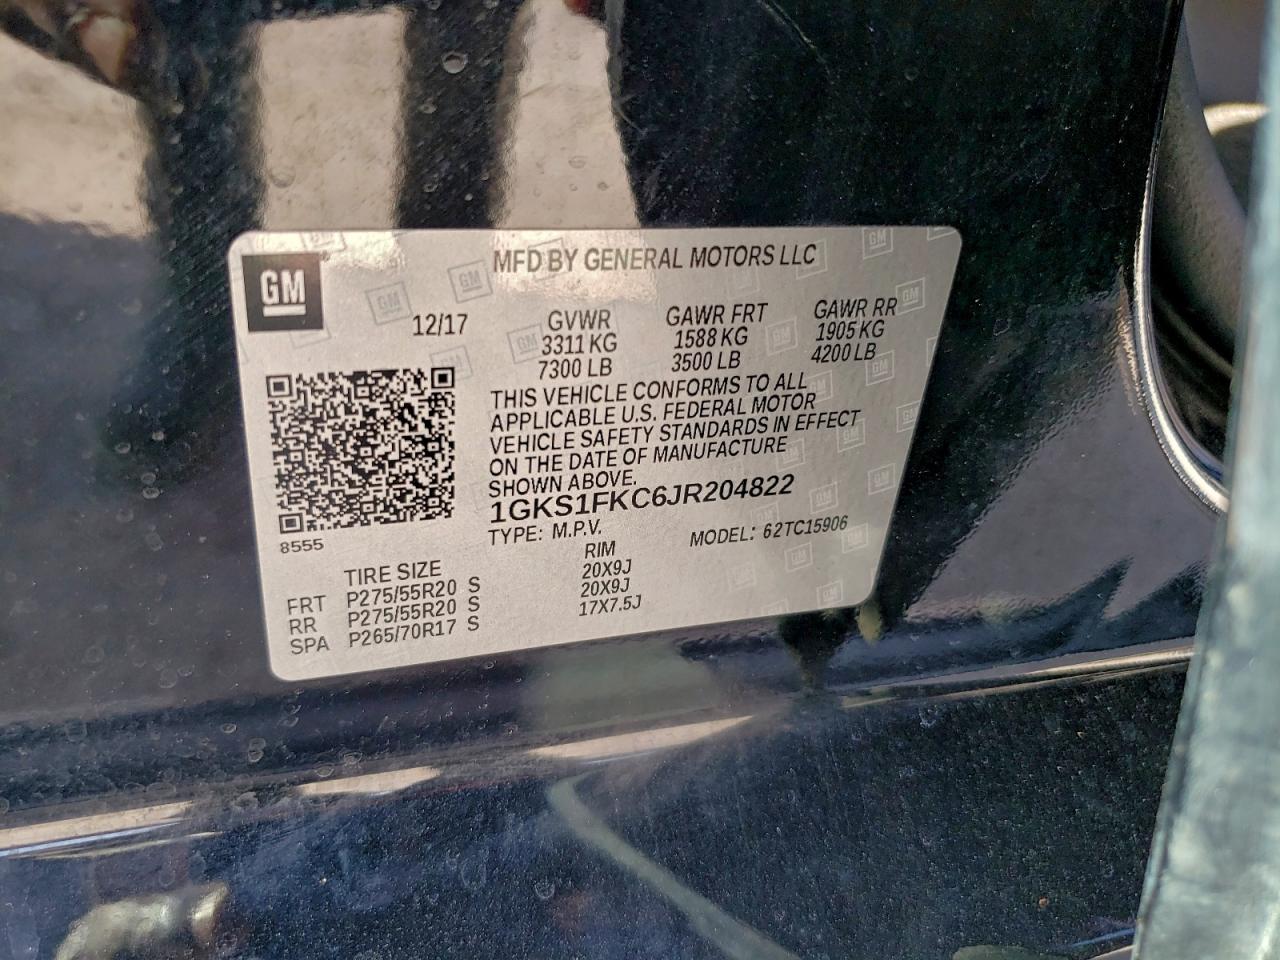 GM
MFD BY GENERAL MOTORS LLC
12/17
GVWR GAWR FRT GAWR RR
3311 KG 1588 KG 1905 KG
7300 LB 3500 LB 4200 LB
THIS VEHICLE CONFORMS TO ALL
APPLICABLE U.S. FEDERAL MOTOR
VEHICLE SAFETY STANDARDS IN EFFECT
ON THE DATE OF MANUFACTURE
SHOWN ABOVE.
1GKS1FKC6JR204822
TYPE: M.P.V. MODEL: 62TC15906
8555
TIRE SIZE RIM
FRT P275/55R20 S 20X9J
RR P275/55R20 S 20X9J
SPA P265/70R17 S 17X7.5J